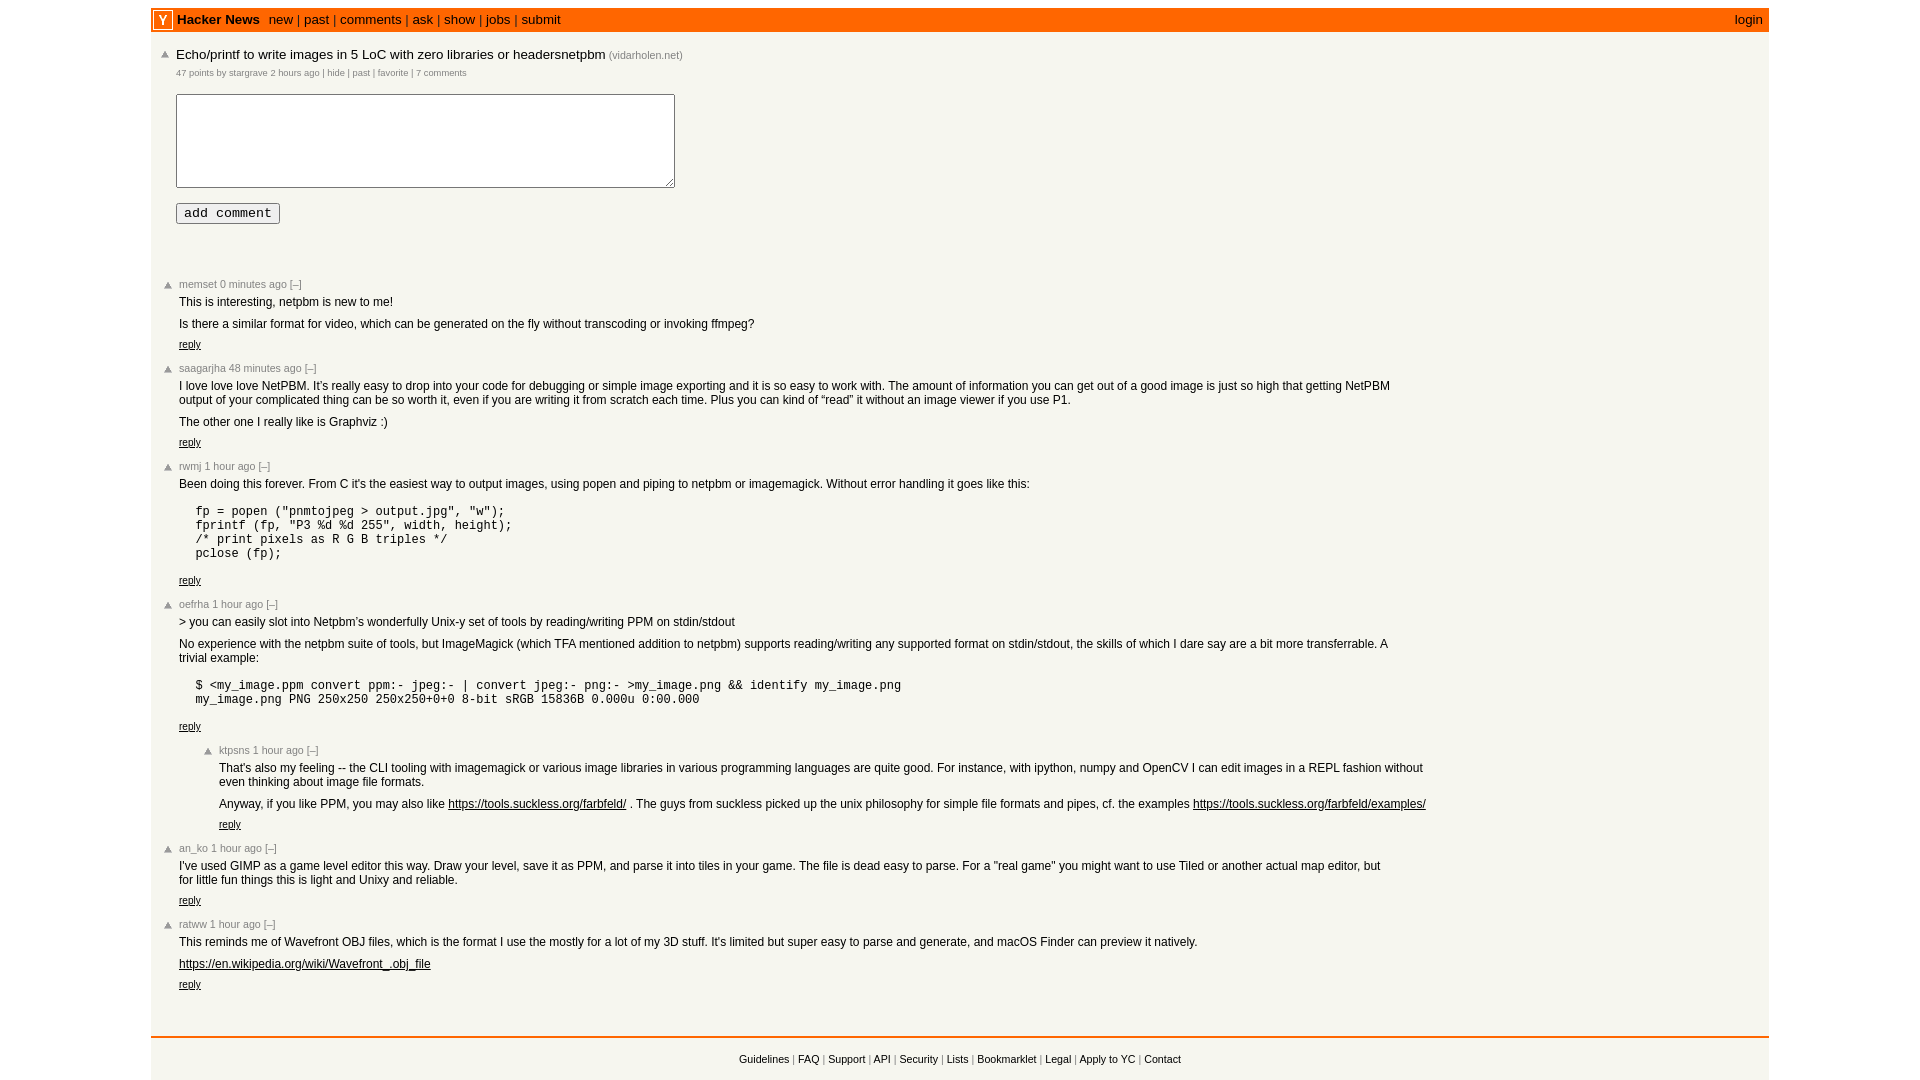 Y Hacker News new | past | comments | ask | show | jobs | submit login
Echo/printf to write images in 5 LoC with zero libraries or headersnetpbm (vidarholen.net)
47 points by stargrave 2 hours ago | hide | past | favorite | 7 comments
add comment
memset 0 minutes ago [–]
This is interesting, netpbm is new to me!
Is there a similar format for video, which can be generated on the fly without transcoding or invoking ffmpeg?
reply
saagarjha 48 minutes ago [–]
I love love love NetPBM. It’s really easy to drop into your code for debugging or simple image exporting and it is so easy to work with. The amount of information you can get out of a good image is just so high that getting NetPBM
output of your complicated thing can be so worth it, even if you are writing it from scratch each time. Plus you can kind of “read” it without an image viewer if you use P1.
The other one I really like is Graphviz :)
reply
rwmj 1 hour ago [–]
Been doing this forever. From C it's the easiest way to output images, using popen and piping to netpbm or imagemagick. Without error handling it goes like this:
fp = popen ("pnmtojpeg > output.jpg", "w");
fprintf (fp, "P3 %d %d 255", width, height);
/* print pixels as R G B triples */
pclose (fp);
reply
oefrha 1 hour ago [–]
> you can easily slot into Netpbm’s wonderfully Unix-y set of tools by reading/writing PPM on stdin/stdout
No experience with the netpbm suite of tools, but ImageMagick (which TFA mentioned addition to netpbm) supports reading/writing any supported format on stdin/stdout, the skills of which I dare say are a bit more transferrable. A
trivial example:
$ <my_image.ppm convert ppm:- jpeg:- | convert jpeg:- png:- >my_image.png && identify my_image.png
my_image.png PNG 250x250 250x250+0+0 8-bit sRGB 15836B 0.000u 0:00.000
reply
ktpsns 1 hour ago [–]
That's also my feeling -- the CLI tooling with imagemagick or various image libraries in various programming languages are quite good. For instance, with ipython, numpy and OpenCV I can edit images in a REPL fashion without
even thinking about image file formats.
Anyway, if you like PPM, you may also like https://tools.suckless.org/farbfeld/ . The guys from suckless picked up the unix philosophy for simple file formats and pipes, cf. the examples https://tools.suckless.org/farbfeld/examples/
reply
an_ko 1 hour ago [–]
I've used GIMP as a game level editor this way. Draw your level, save it as PPM, and parse it into tiles in your game. The file is dead easy to parse. For a "real game" you might want to use Tiled or another actual map editor, but
for little fun things this is light and Unixy and reliable.
reply
ratww 1 hour ago [–]
This reminds me of Wavefront OBJ files, which is the format I use the mostly for a lot of my 3D stuff. It's limited but super easy to parse and generate, and macOS Finder can preview it natively.
https://en.wikipedia.org/wiki/Wavefront_.obj_file
reply
Guidelines | FAQ | Support | API | Security | Lists | Bookmarklet | Legal | Apply to YC | Contact